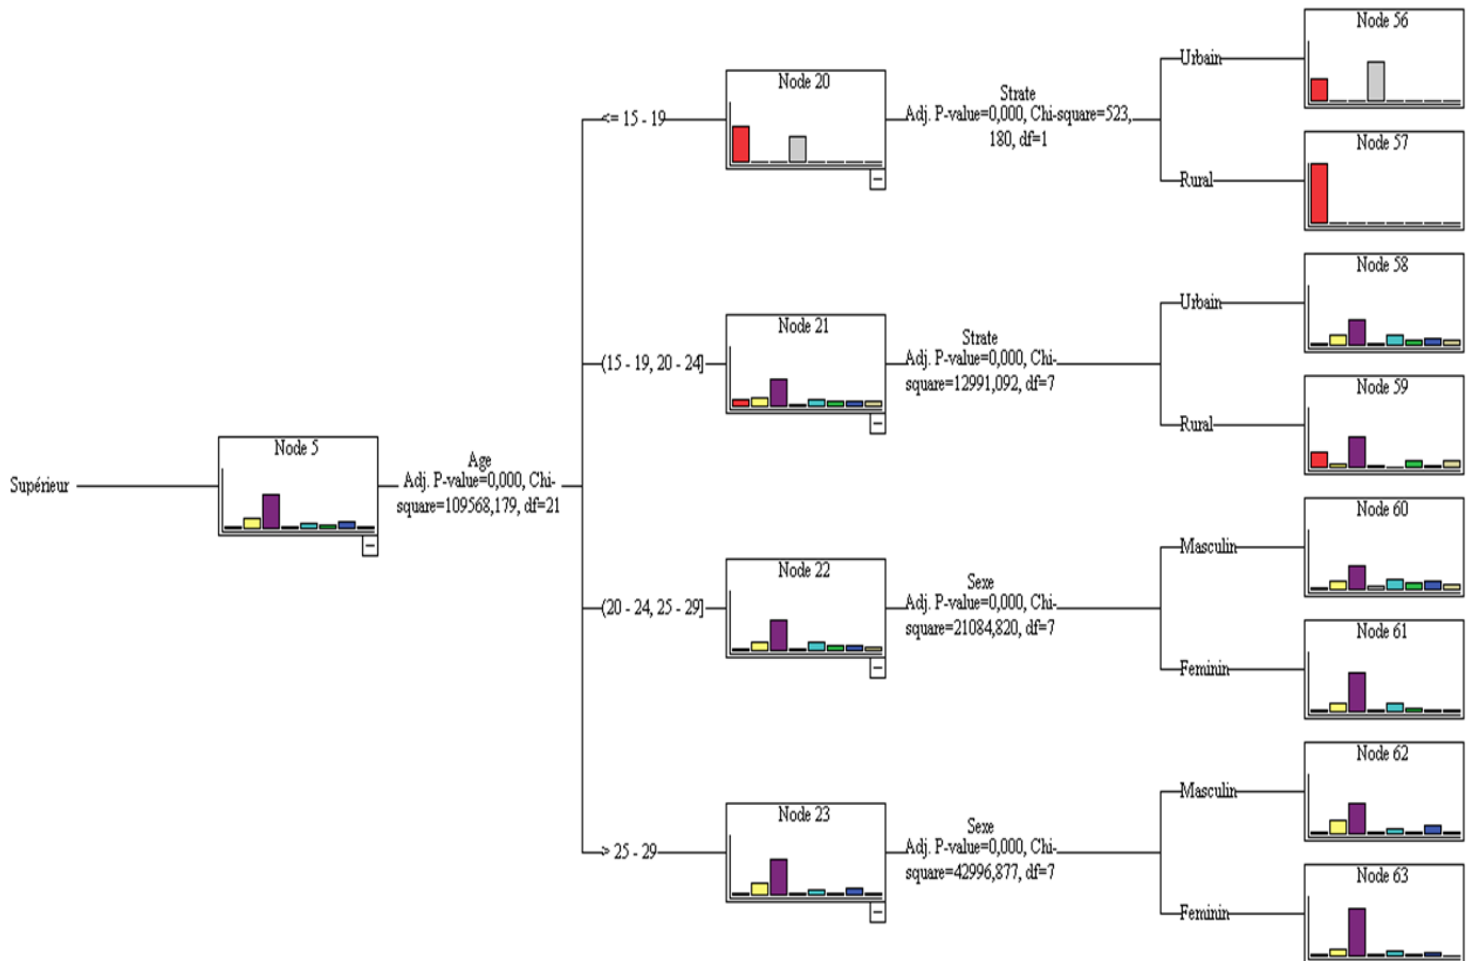 Supérieur
Node 5
Age
Adj. P-value=0,000, Chi-
square=109568,179, df=21
<= 15 - 19
Node 20
Strate
Adj. P-value=0,000, Chi-square=523,
180, df=1
Urbain
Node 56
Rural
Node 57
(15 - 19, 20 - 24]
Node 21
Strate
Adj. P-value=0,000, Chi-
square=12991,092, df=7
Urbain
Node 58
Rural
Node 59
(20 - 24, 25 - 29]
Node 22
Sexe
Adj. P-value=0,000, Chi-
square=21084,820, df=7
Masculin
Node 60
Feminin
Node 61
> 25 - 29
Node 23
Sexe
Adj. P-value=0,000, Chi-
square=42996,877, df=7
Masculin
Node 62
Feminin
Node 63